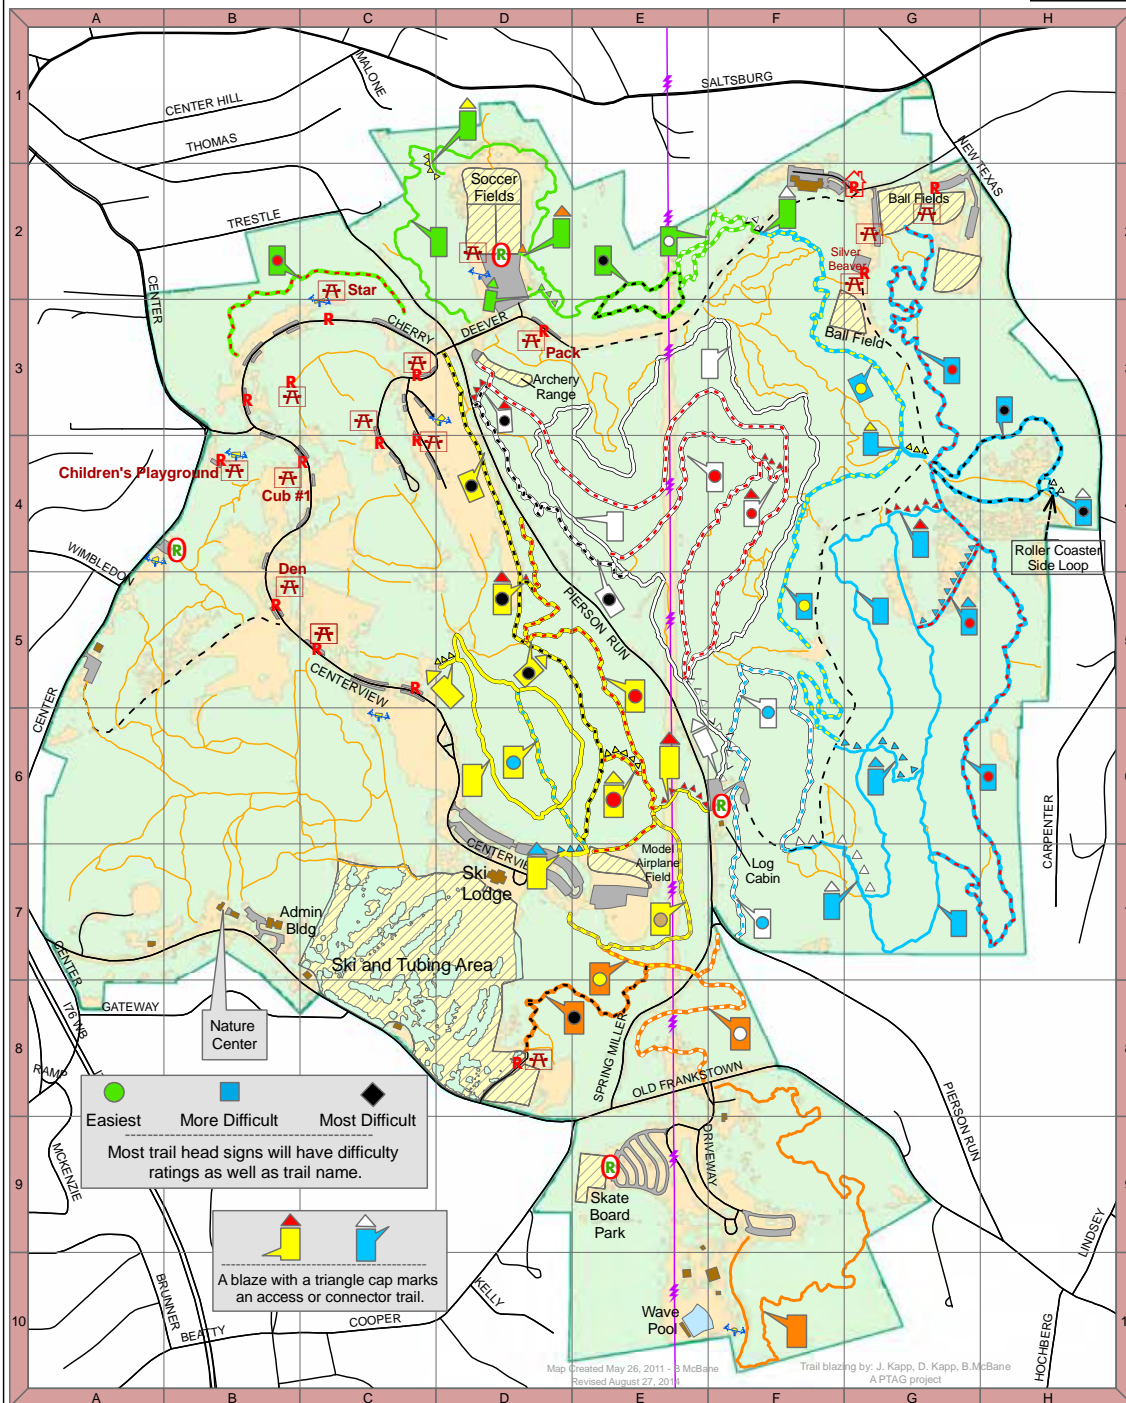 A B C D E F G H
1
SALTSBURG
MALONE
CENTER HILL
THOMAS
NEW TEXAS
2
TRESTLE
Soccer
Fields
Ball Fields
R
R
R
Silver
Beaver
R
CENTER
Star
R
CHERRY
DEEVER
R
Pack
Ball Field
3
R
R
R
Archery
Range
R
R
R
Children's Playground
R
Cub #1
4
WIMBLEDON
R
Roller Coaster
Side Loop
Den
R
PIERSON RUN
5
R
CENTERVIEW
R
CENTER
6
R
CARPENTER
CENTERVIE
Model
Airplane
Field
Log
Cabin
Ski
Lodge
7
Admin
Bldg
CENTER
Ski and Tubing Area
GATEWAY
I76 WB
Nature
Center
8
RAMP
R
SPRING MILLER
OLD FRANKSTOWN
Easiest
More Difficult
Most Difficult
Most trail head signs will have difficulty
ratings as well as trail name.
PIERSON RUN
MCKENZIE
DRIVEWAY
9
R
Skate
Board
Park
LINDSEY
A blaze with a triangle cap marks
an access or connector trail.
KELLY
BRUNNER
BEATTY
COOPER
Wave
Pool
10
HOCHBERG
Map Created May 26, 2011 - B McBane
Revised August 27, 2014
Trail blazing by: J. Kapp, D. Kapp, B.McBane
A PTAG project
A B C D E F G H